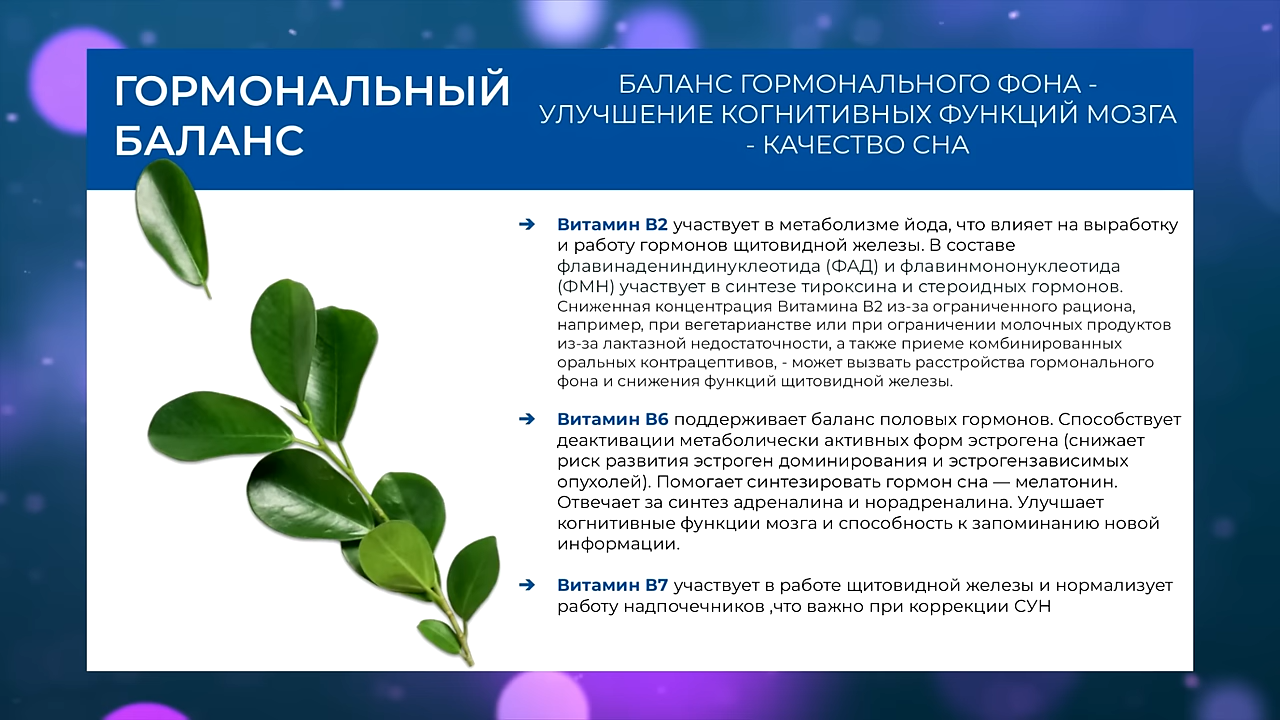 ГОРМОНАЛЬНЫЙ
БАЛАНС
БАЛАНС ГОРМОНАЛЬНОГО ФОНА -
УЛУЧШЕНИЕ КОГНИТИВНЫХ ФУНКЦИЙ МОЗГА
- КАЧЕСТВО СНА
➔ Витамин B2 участвует в метаболизме йода, что влияет на выработку
и работу гормонов щитовидной железы. В составе
флавинадениндинуклеотида (ФАД) и флавинмононуклеотида
(ФМН) участвует в синтезе тироксина и стероидных гормонов.
Сниженная концентрация Витамина B2 из-за ограниченного рациона,
например, при вегетарианстве или при ограничении молочных продуктов
из-за лактазной недостаточности, а также приеме комбинированных
оральных контрацептивов, - может вызвать расстройства гормонального
фона и снижения функций щитовидной железы.
➔ Витамин B6 поддерживает баланс половых гормонов. Способствует
деактивации метаболически активных форм эстрогена (снижает
риск развития эстроген доминирования и эстрогензависимых
опухолей). Помогает синтезировать гормон сна — мелатонин.
Отвечает за синтез адреналина и норадреналина. Улучшает
когнитивные функции мозга и способность к запоминанию новой
информации.
➔ Витамин B7 участвует в работе щитовидной железы и нормализует
работу надпочечников ,что важно при коррекции СУН